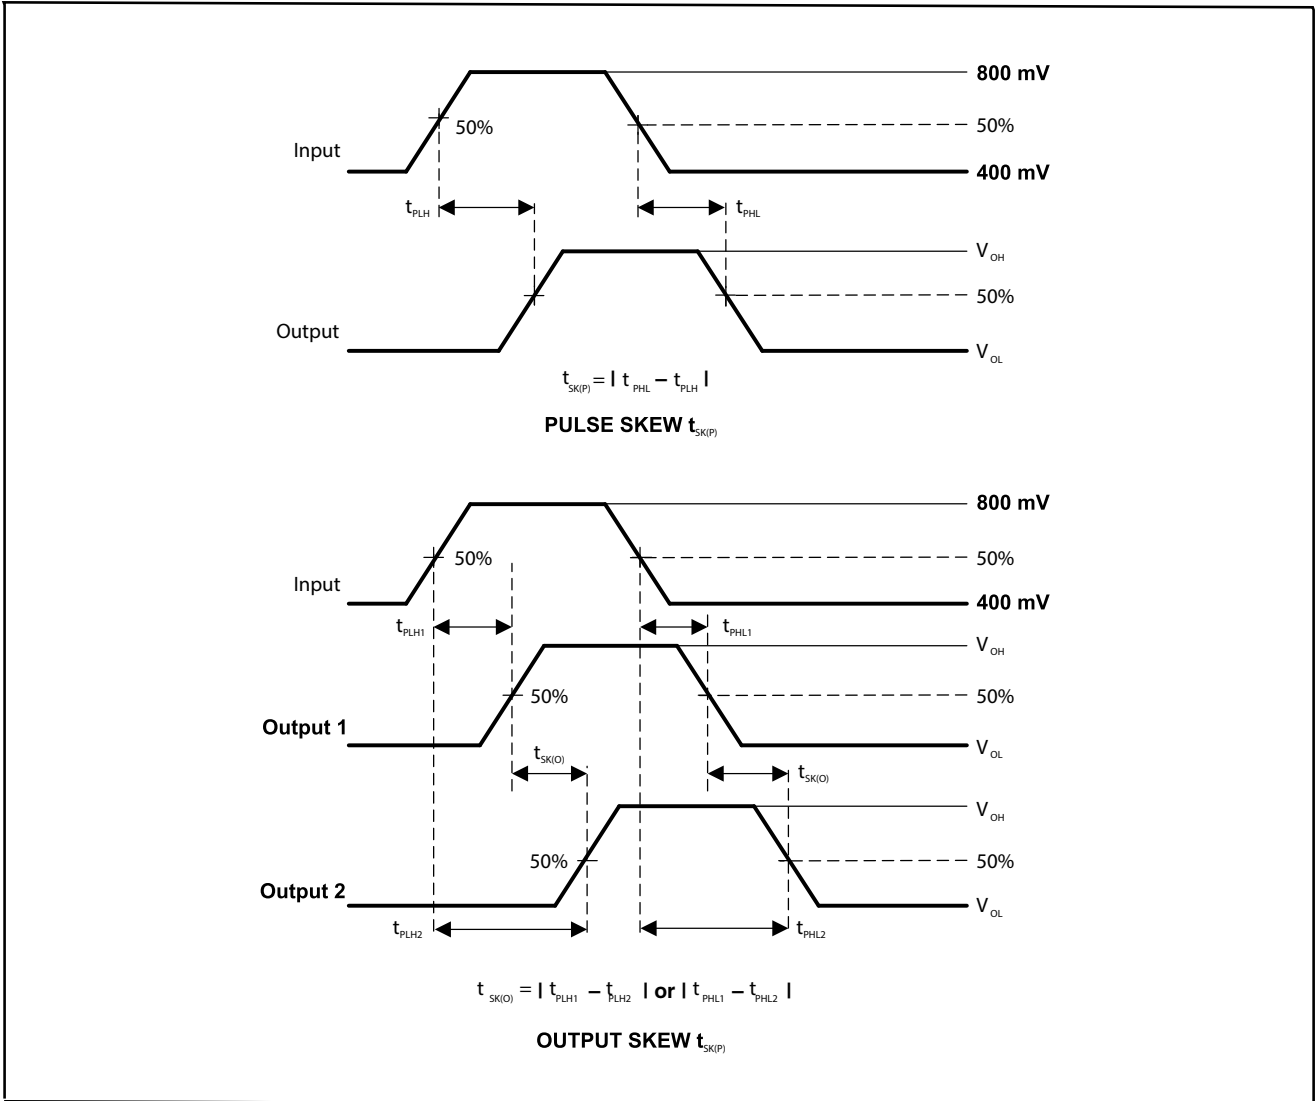 800 mV
50% 50%
Input
400 mV
tPLH tPHL
VOH
50%
Output
VOL
tSK(P) = | tPHL – tPLH |
PULSE SKEW tSK(P)
800 mV
50% 50%
Input
400 mV
tPLH1 tPHL1
VOH
50% 50%
Output 1
VOL
tSK(O) tSK(O)
VOH
50% 50%
Output 2
VOL
tPLH2 tPHL2
tSK(O) = | tPLH1 – tPLH2 | or | tPHL1 – tPHL2 |
OUTPUT SKEW tSK(P)